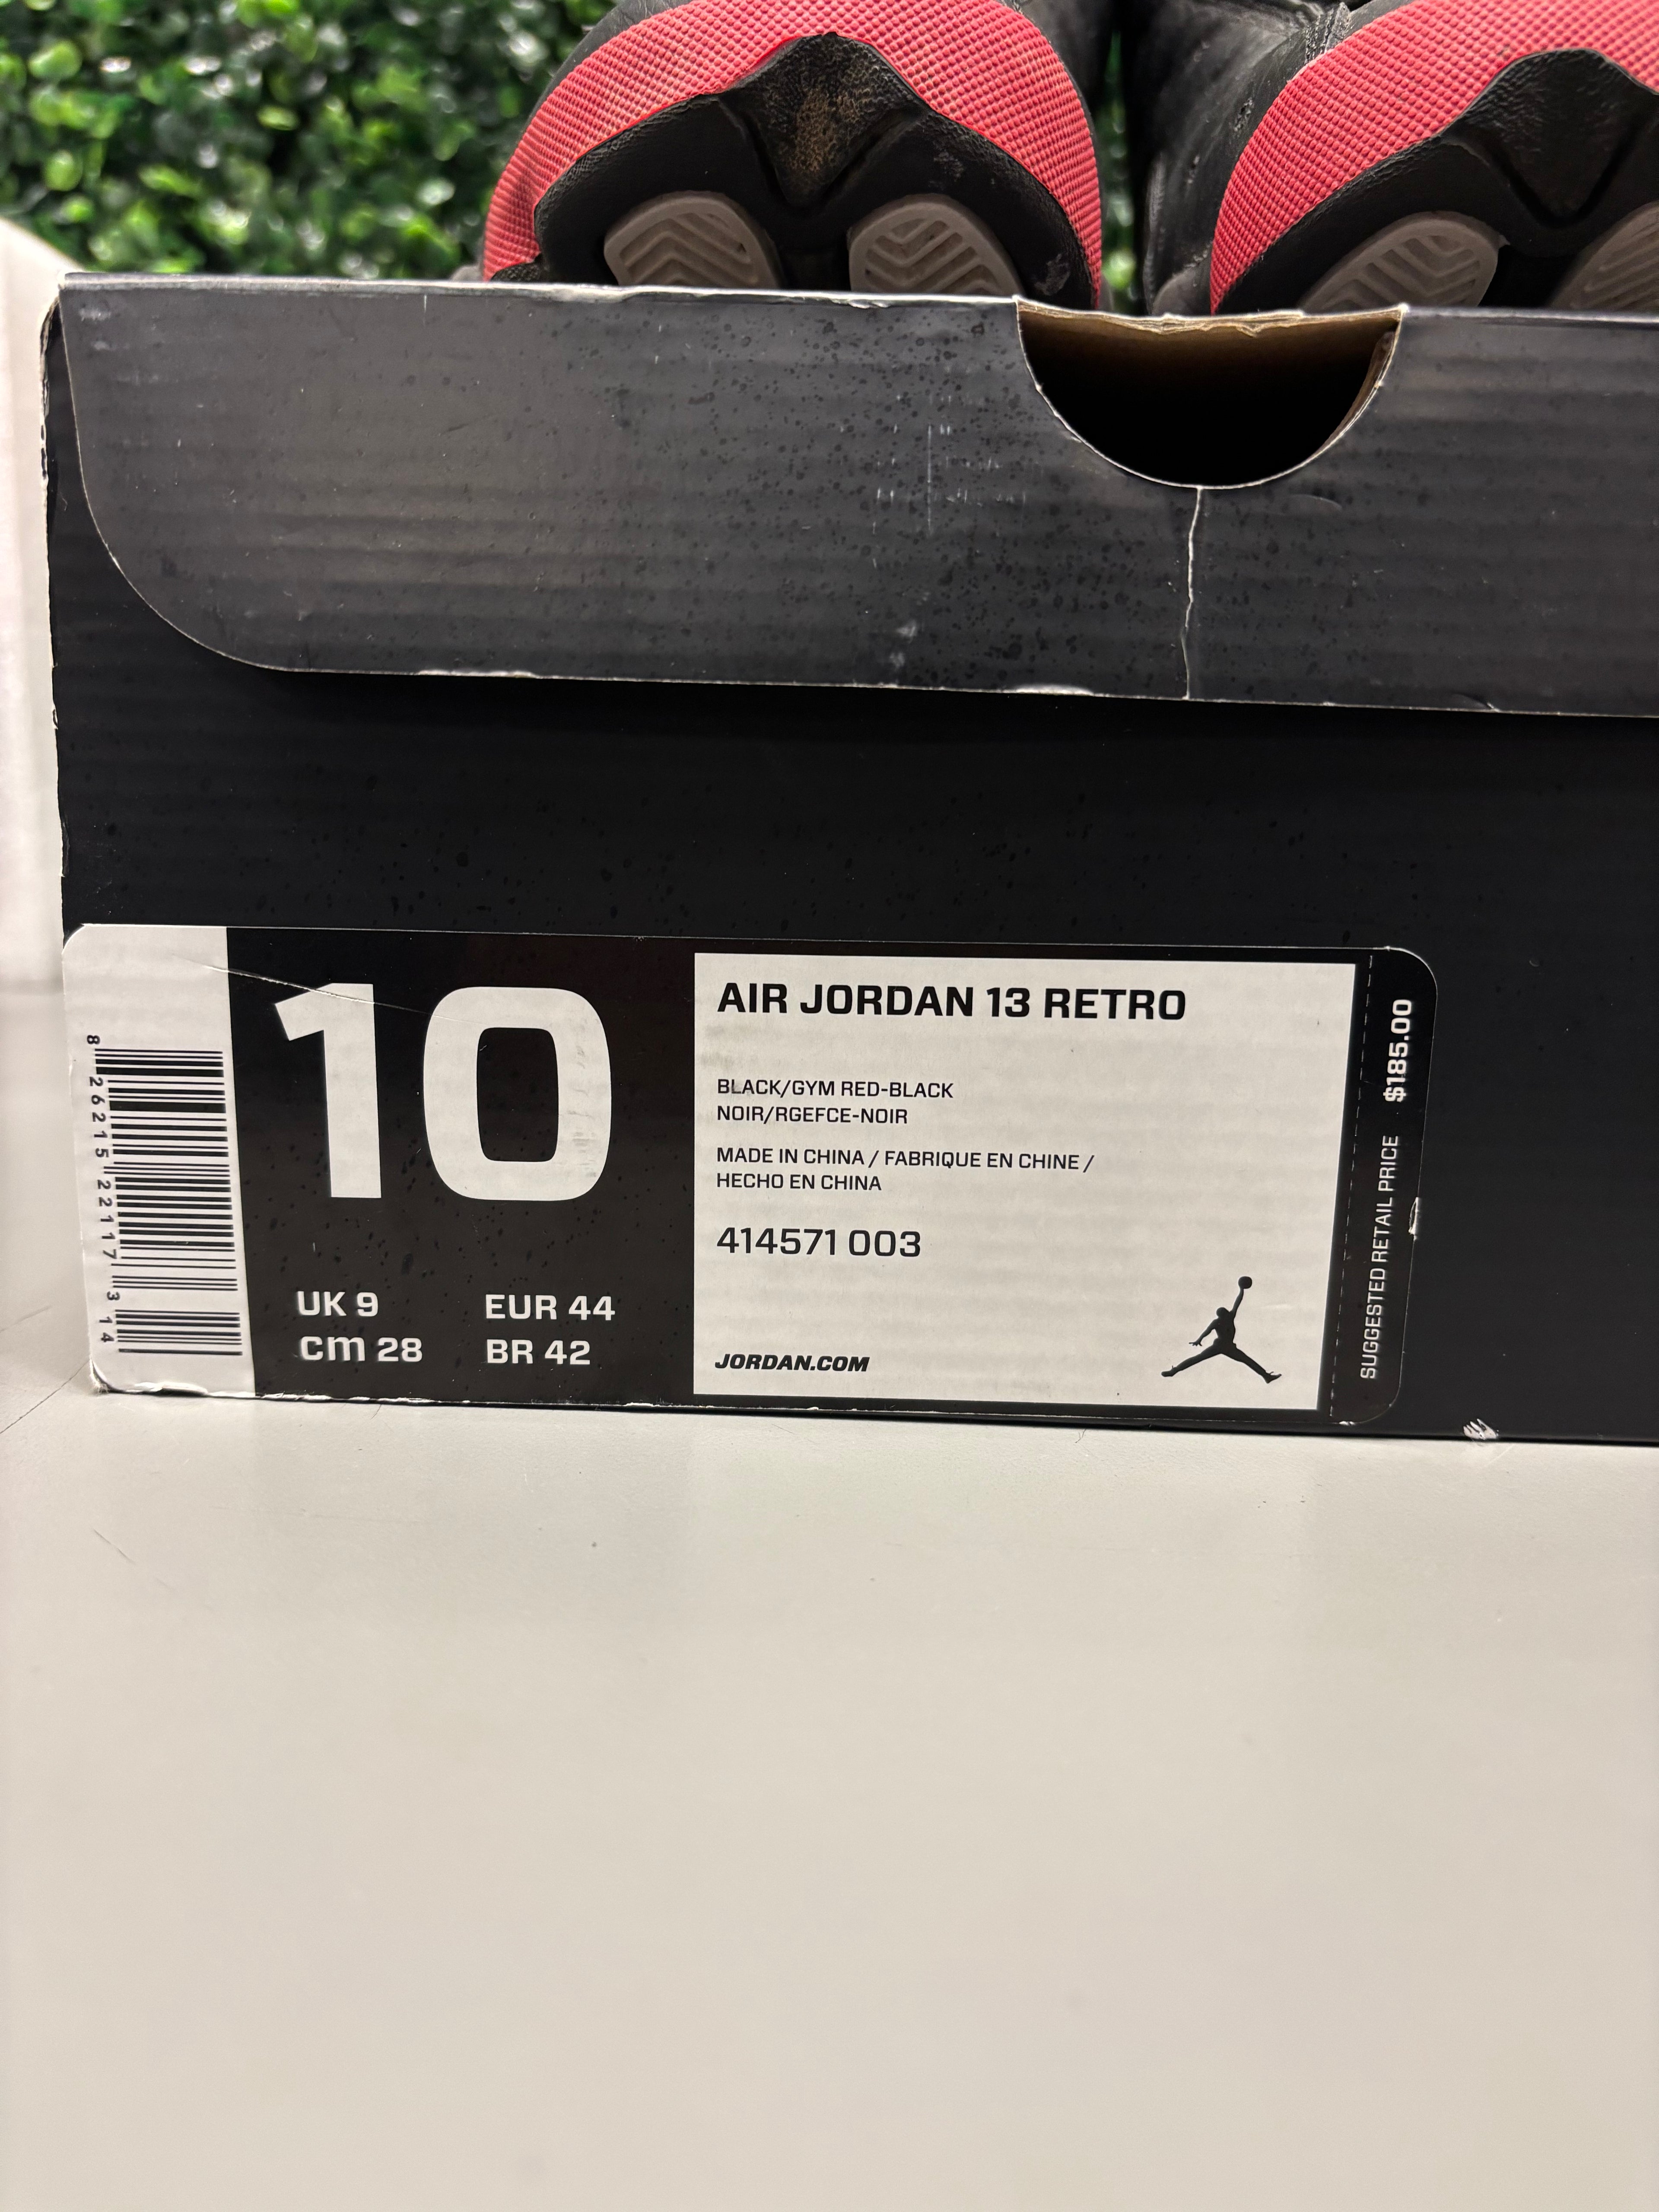 10
UK 9
EUR 44
cm 28
BR 42
AIR JORDAN 13 RETRO
BLACK/GYM RED-BLACK
NOIR/RGEFCE-NOIR
MADE IN CHINA / FABRIQUE EN CHINE /
HECHO EN CHINA
414571 003
JORDAN.COM
SUGGESTED RETAIL PRICE $185.00
8 26215 22117 3 14